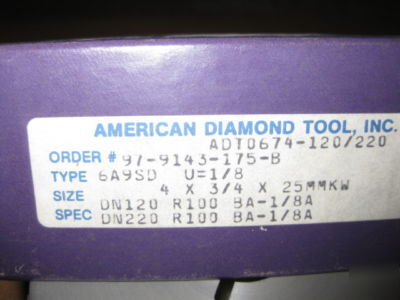 AMERICAN DIAMOND TOOL, INC.
ADT0674-120/220
ORDER # 97-9143-175-B
TYPE 6A9SD U=1/8
SIZE 4 X 3/4 X 25MMKW
SPEC DN120 R100 BA-1/8A
DN220 R100 BA-1/8A